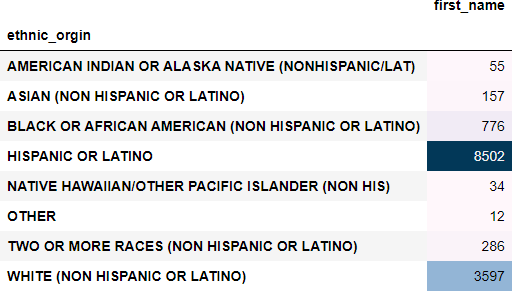 first_name
ethnic_orgin
AMERICAN INDIAN OR ALASKA NATIVE (NONHISPANIC/LAT) 55
ASIAN (NON HISPANIC OR LATINO) 157
BLACK OR AFRICAN AMERICAN (NON HISPANIC OR LATINO) 776
HISPANIC OR LATINO 8502
NATIVE HAWAIIAN/OTHER PACIFIC ISLANDER (NON HIS) 34
OTHER 12
TWO OR MORE RACES (NON HISPANIC OR LATINO) 286
WHITE (NON HISPANIC OR LATINO) 3597